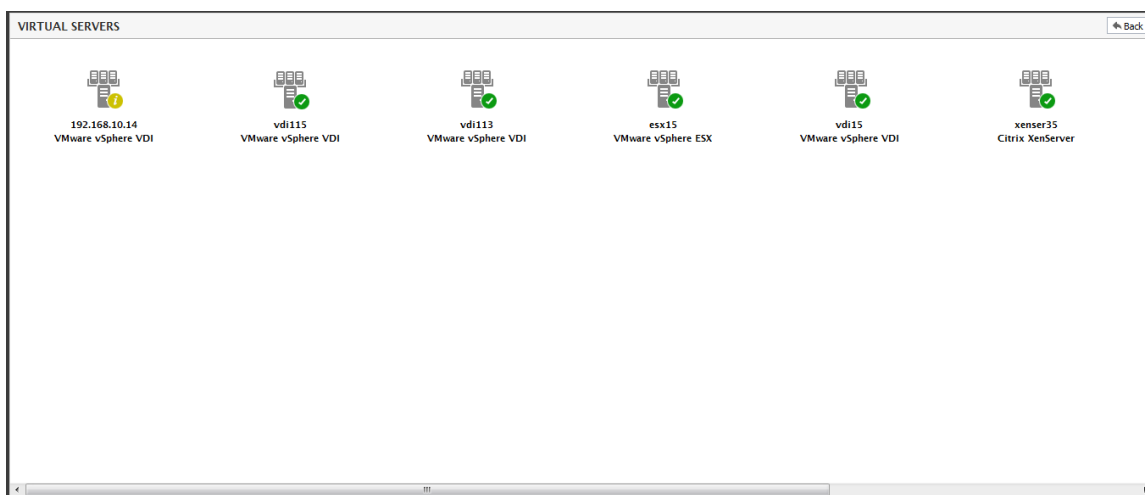 VIRTUAL SERVERS
Back
192.168.10.14
VMware vSphere VDI
vdi115
VMware vSphere VDI
vdi113
VMware vSphere VDI
esx15
VMware vSphere ESX
vdi15
VMware vSphere VDI
xenser35
Citrix XenServer